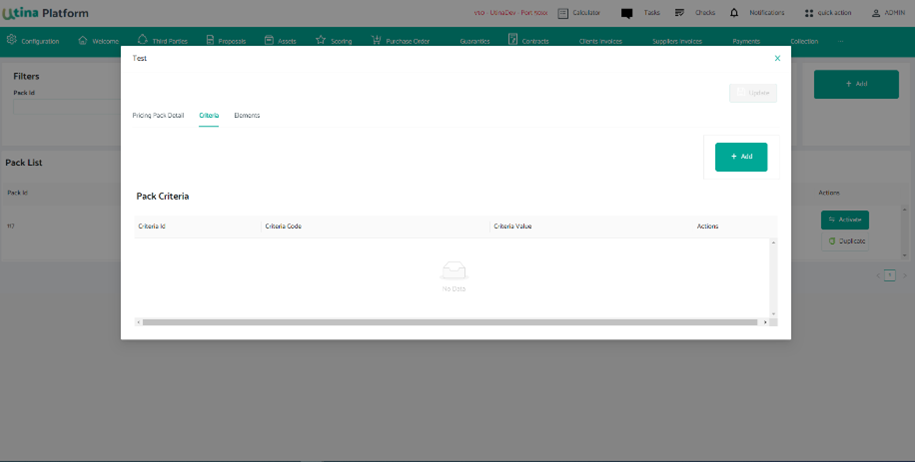 Utina Platform
V10 - UtinaDev - Port 50xx
Calculator
Tasks
Checks
Notifications
quick action
ADMIN
Configuration
Welcome
Third Parties
Proposals
Assets
Scoring
Purchase Order
Guaranties
Contracts
Clients Invoices
Suppliers Invoices
Payments
Collection
Filters
Pack Id
+ Add
Pack List
Pack Id
Actions
117
Activate
Duplicate
1
Test
Update
Pricing Pack Detail
Criteria
Elements
+ Add
Pack Criteria
Criteria Id
Criteria Code
Criteria Value
Actions
No Data